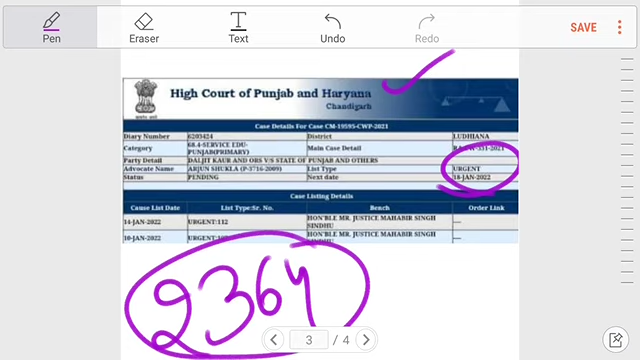 Pen
Eraser
Text
Undo
Redo
SAVE
High Court of Punjab and Haryana
Chandigarh
Case Details For Case CM-19595-CWP-2021
Diary Number 6203424 District LUDHIANA
Category 68.4-SERVICE EDU-PUNJAB(PRIMARY) Main Case Detail
Party Detail DALJIT KAUR AND ORS V/S STATE OF PUNJAB AND OTHERS
Advocate Name ARJUN SHUKLA (P-3716-2009) List Type URGENT
Status PENDING Next date 18-JAN-2022
Case Listing Details
Cause List Date List Type:Sr. No. Bench Order Link
14-JAN-2022 URGENT:112 HON'BLE MR. JUSTICE MAHABIR SINGH SINDHU
10-JAN-2022 HON'BLE MR. JUSTICE MAHABIR SINGH SINDHU
2364
3 / 4